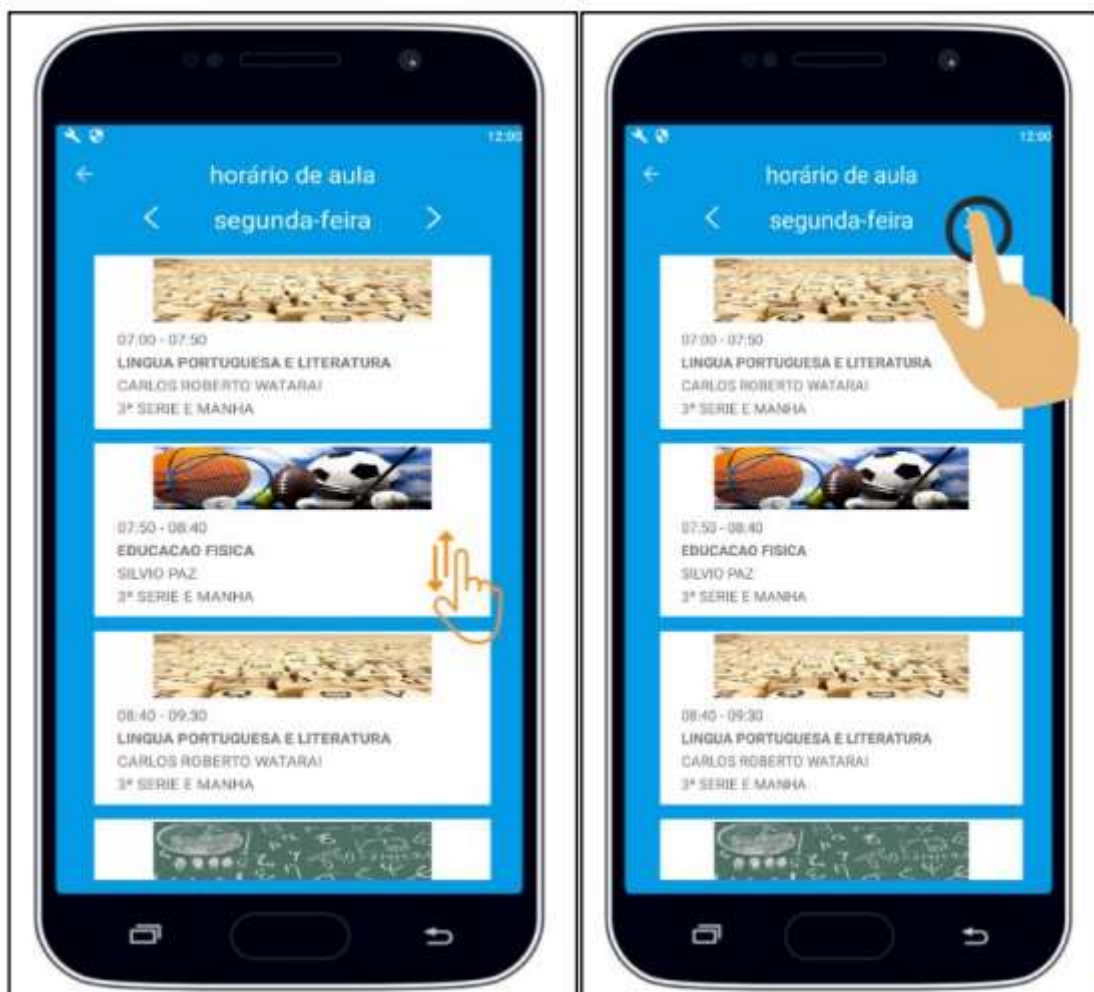 12:00
horário de aula
segunda-feira
07:00 - 07:50
LINGUA PORTUGUESA E LITERATURA
CARLOS ROBERTO WATARAI
3ª SERIE E MANHA
07:50 - 08:40
EDUCACAO FISICA
SILVIO PAZ
3ª SERIE E MANHA
08:40 - 09:30
LINGUA PORTUGUESA E LITERATURA
CARLOS ROBERTO WATARAI
3ª SERIE E MANHA
12:00
horário de aula
segunda-feira
07:00 - 07:50
LINGUA PORTUGUESA E LITERATURA
CARLOS ROBERTO WATARAI
3ª SERIE E MANHA
07:50 - 08:40
EDUCACAO FISICA
SILVIO PAZ
3ª SERIE E MANHA
08:40 - 09:30
LINGUA PORTUGUESA E LITERATURA
CARLOS ROBERTO WATARAI
3ª SERIE E MANHA